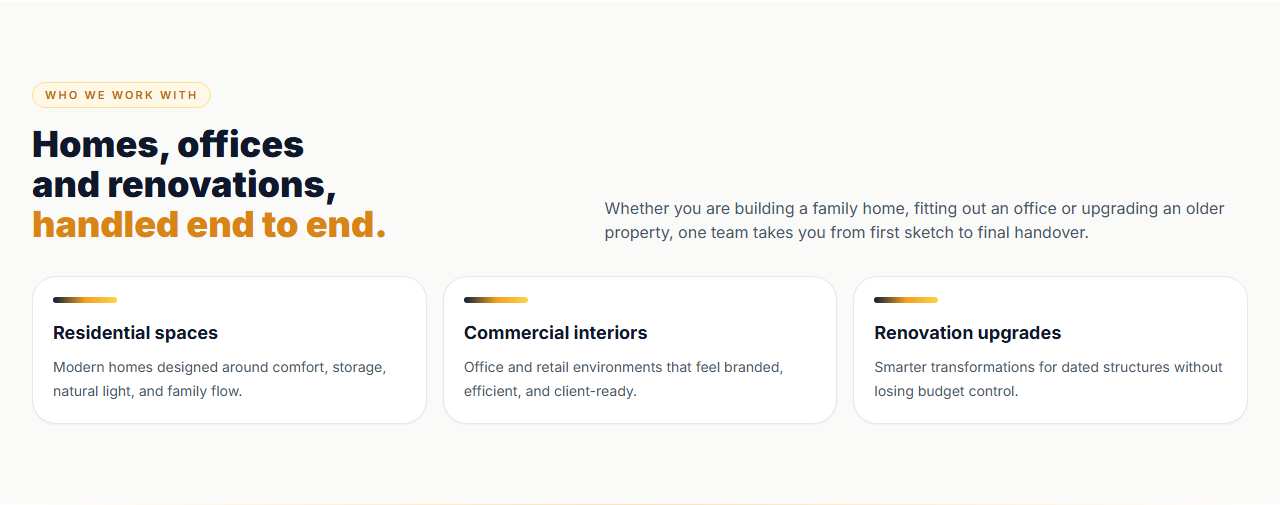 WHO WE WORK WITH
Homes, offices
and renovations,
handled end to end.
Whether you are building a family home, fitting out an office or upgrading an older
property, one team takes you from first sketch to final handover.
Residential spaces
Modern homes designed around comfort, storage,
natural light, and family flow.
Commercial interiors
Office and retail environments that feel branded,
efficient, and client-ready.
Renovation upgrades
Smarter transformations for dated structures without
losing budget control.